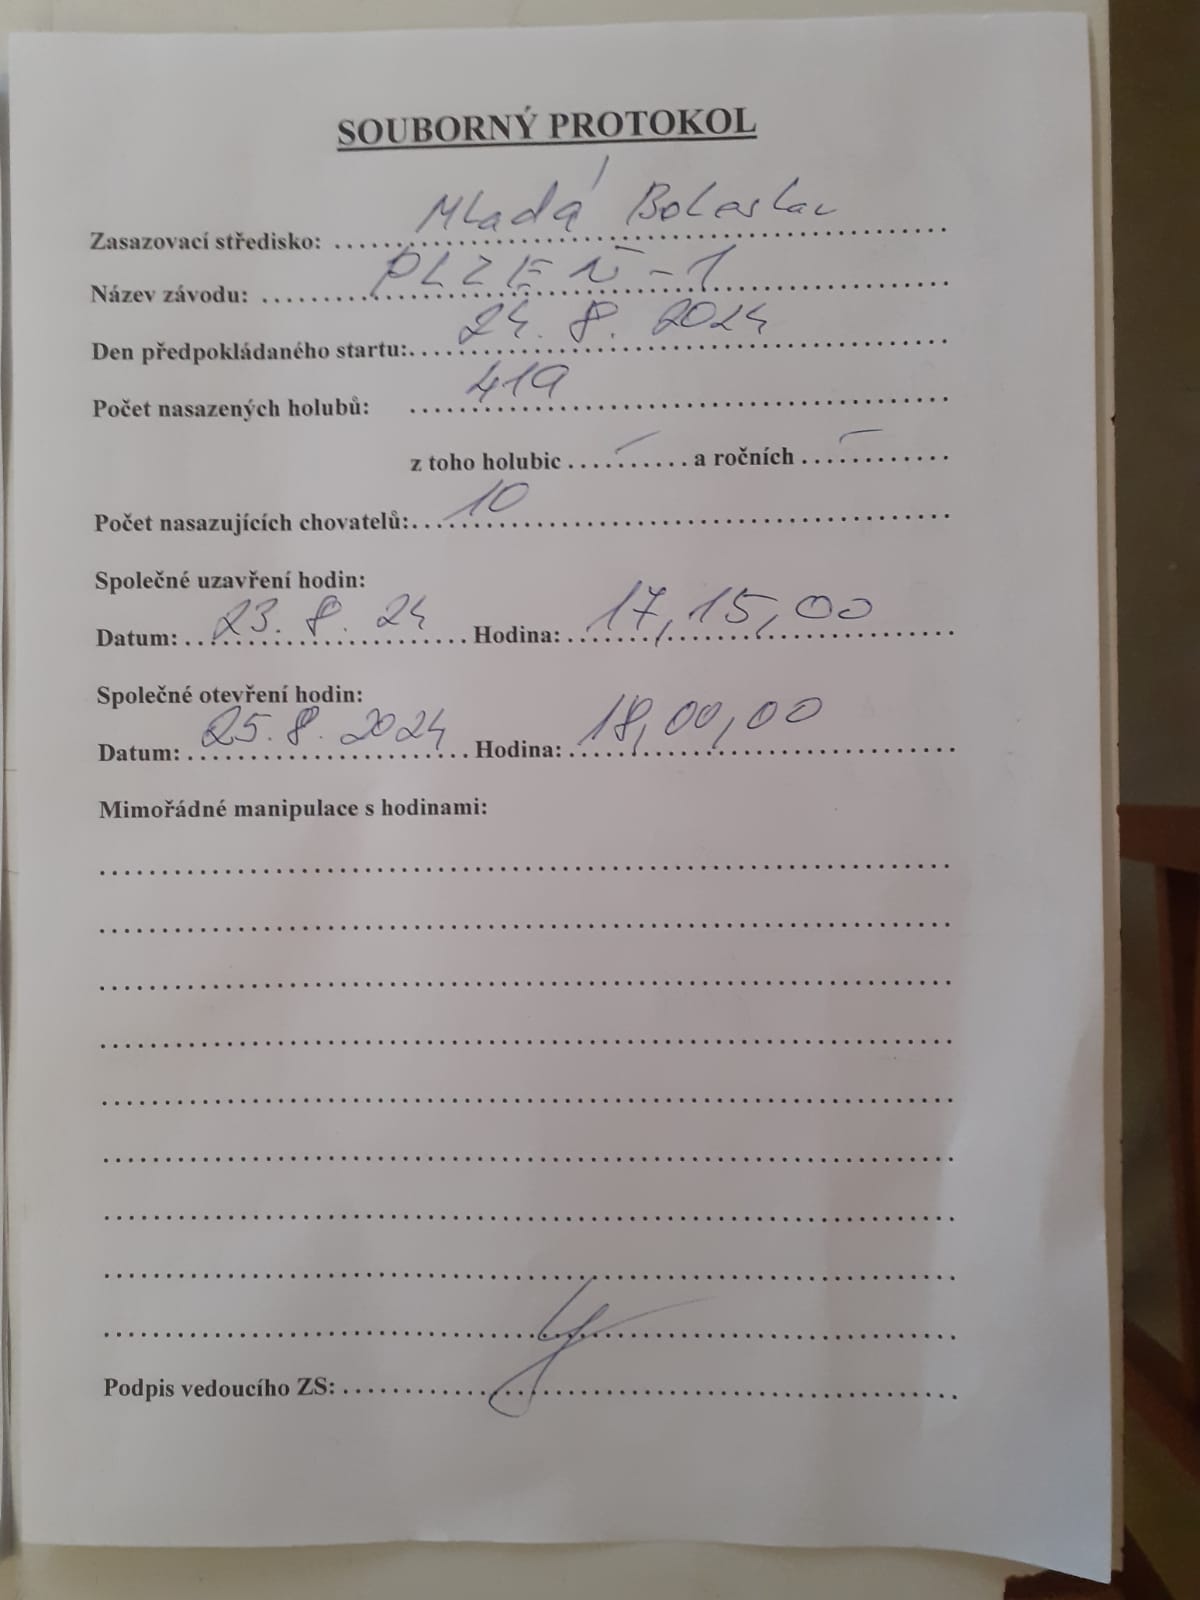 SOUBORNÝ PROTOKOL
Zasazovací středisko: Mladá Boleslav
Název závodu: PLZEŇ - 1
Den předpokládaného startu: 24. 8. 2024
Počet nasazených holubů: 419
z toho holubic - a ročních -
Počet nasazujících chovatelů: 10
Společné uzavření hodin:
Datum: 23. 8. 24 Hodina: 17,15,00
Společné otevření hodin:
Datum: 25. 8. 2024 Hodina: 18,00,00
Mimořádné manipulace s hodinami:
Podpis vedoucího ZS: